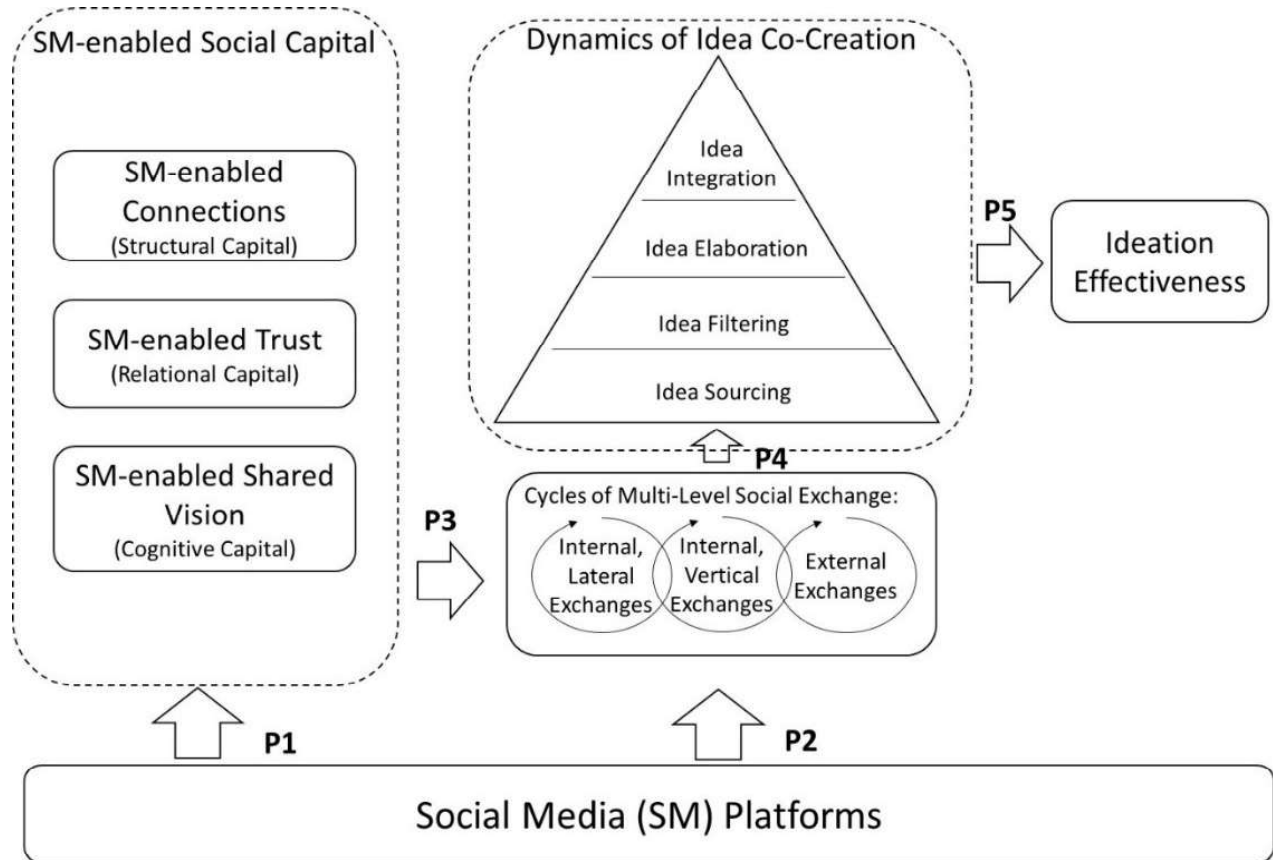 SM-enabled Social Capital
SM-enabled
Connections
(Structural Capital)
SM-enabled Trust
(Relational Capital)
SM-enabled Shared
Vision
(Cognitive Capital)
Dynamics of Idea Co-Creation
Idea
Integration
Idea Elaboration
Idea Filtering
Idea Sourcing
P5
Ideation
Effectiveness
P4
Cycles of Multi-Level Social Exchange:
Internal,
Lateral
Exchanges
Internal,
Vertical
Exchanges
External
Exchanges
P3
P1
P2
Social Media (SM) Platforms